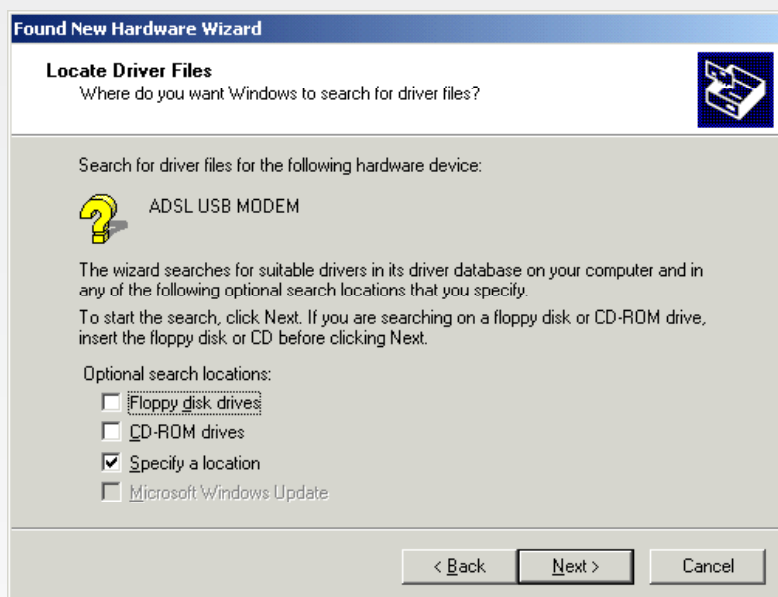 Found New Hardware Wizard
Locate Driver Files
Where do you want Windows to search for driver files?
Search for driver files for the following hardware device:
ADSL USB MODEM
The wizard searches for suitable drivers in its driver database on your computer and in
any of the following optional search locations that you specify.
To start the search, click Next. If you are searching on a floppy disk or CD-ROM drive,
insert the floppy disk or CD before clicking Next.
Optional search locations:
Floppy disk drives
CD-ROM drives
Specify a location
Microsoft Windows Update
< Back Next > Cancel